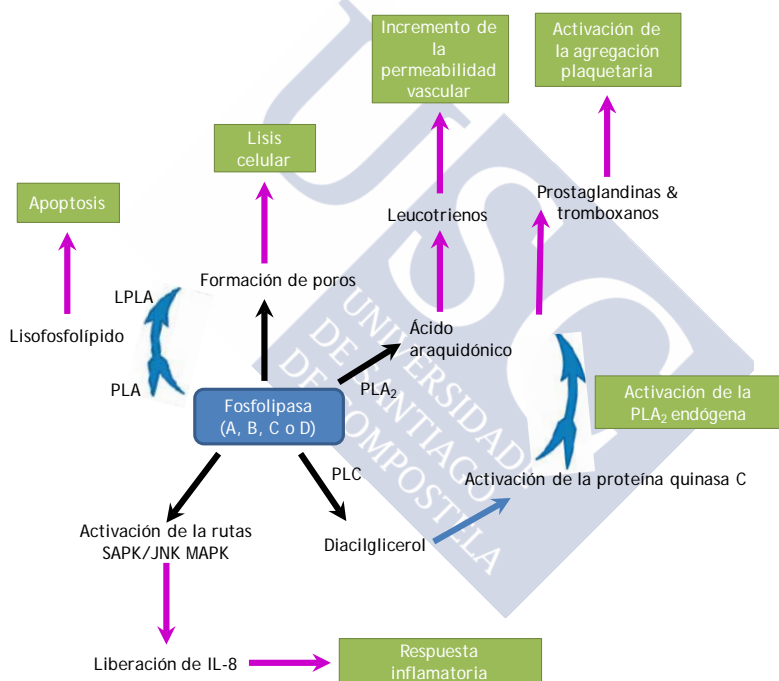 Incremento de
la
permeabilidad
vascular
Activación de
la agregación
plaquetaria
Lisis
celular
Apoptosis
Leucotrienos
Prostaglandinas &
tromboxanos
LPLA
Formación de poros
Lisofosfolípido
PLA
Ácido
araquidónico
PLA₂
Fosfolipasa
(A, B, C o D)
Activación de la
PLA₂ endógena
PLC
Activación de la proteína quinasa C
Activación de la rutas
SAPK/JNK MAPK
Diacilglicerol
Liberación de IL-8
Respuesta
inflamatoria
USC
UNIVERSIDADE
DE SANTIAGO
DE COMPOSTELA